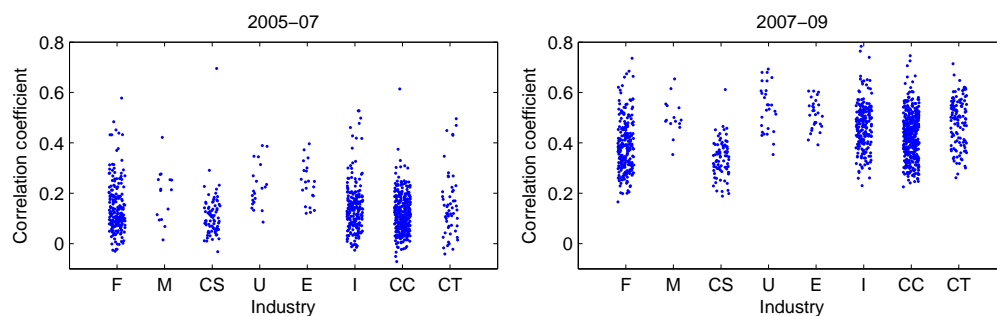 2005−07
Correlation coefficient
0.8
0.6
0.4
0.2
0
F M CS U E I CC CT
Industry
2007−09
Correlation coefficient
0.8
0.6
0.4
0.2
0
F M CS U E I CC CT
Industry